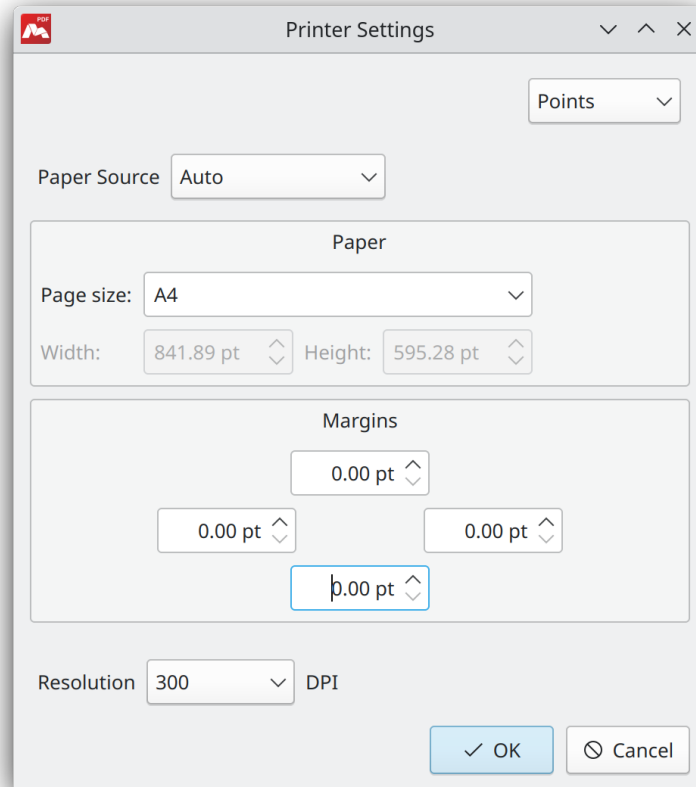 PDF
Printer Settings
Points
Paper Source Auto
Paper
Page size: A4
Width: 841.89 pt Height: 595.28 pt
Margins
0.00 pt
0.00 pt 0.00 pt
0.00 pt
Resolution 300 DPI
OK Cancel